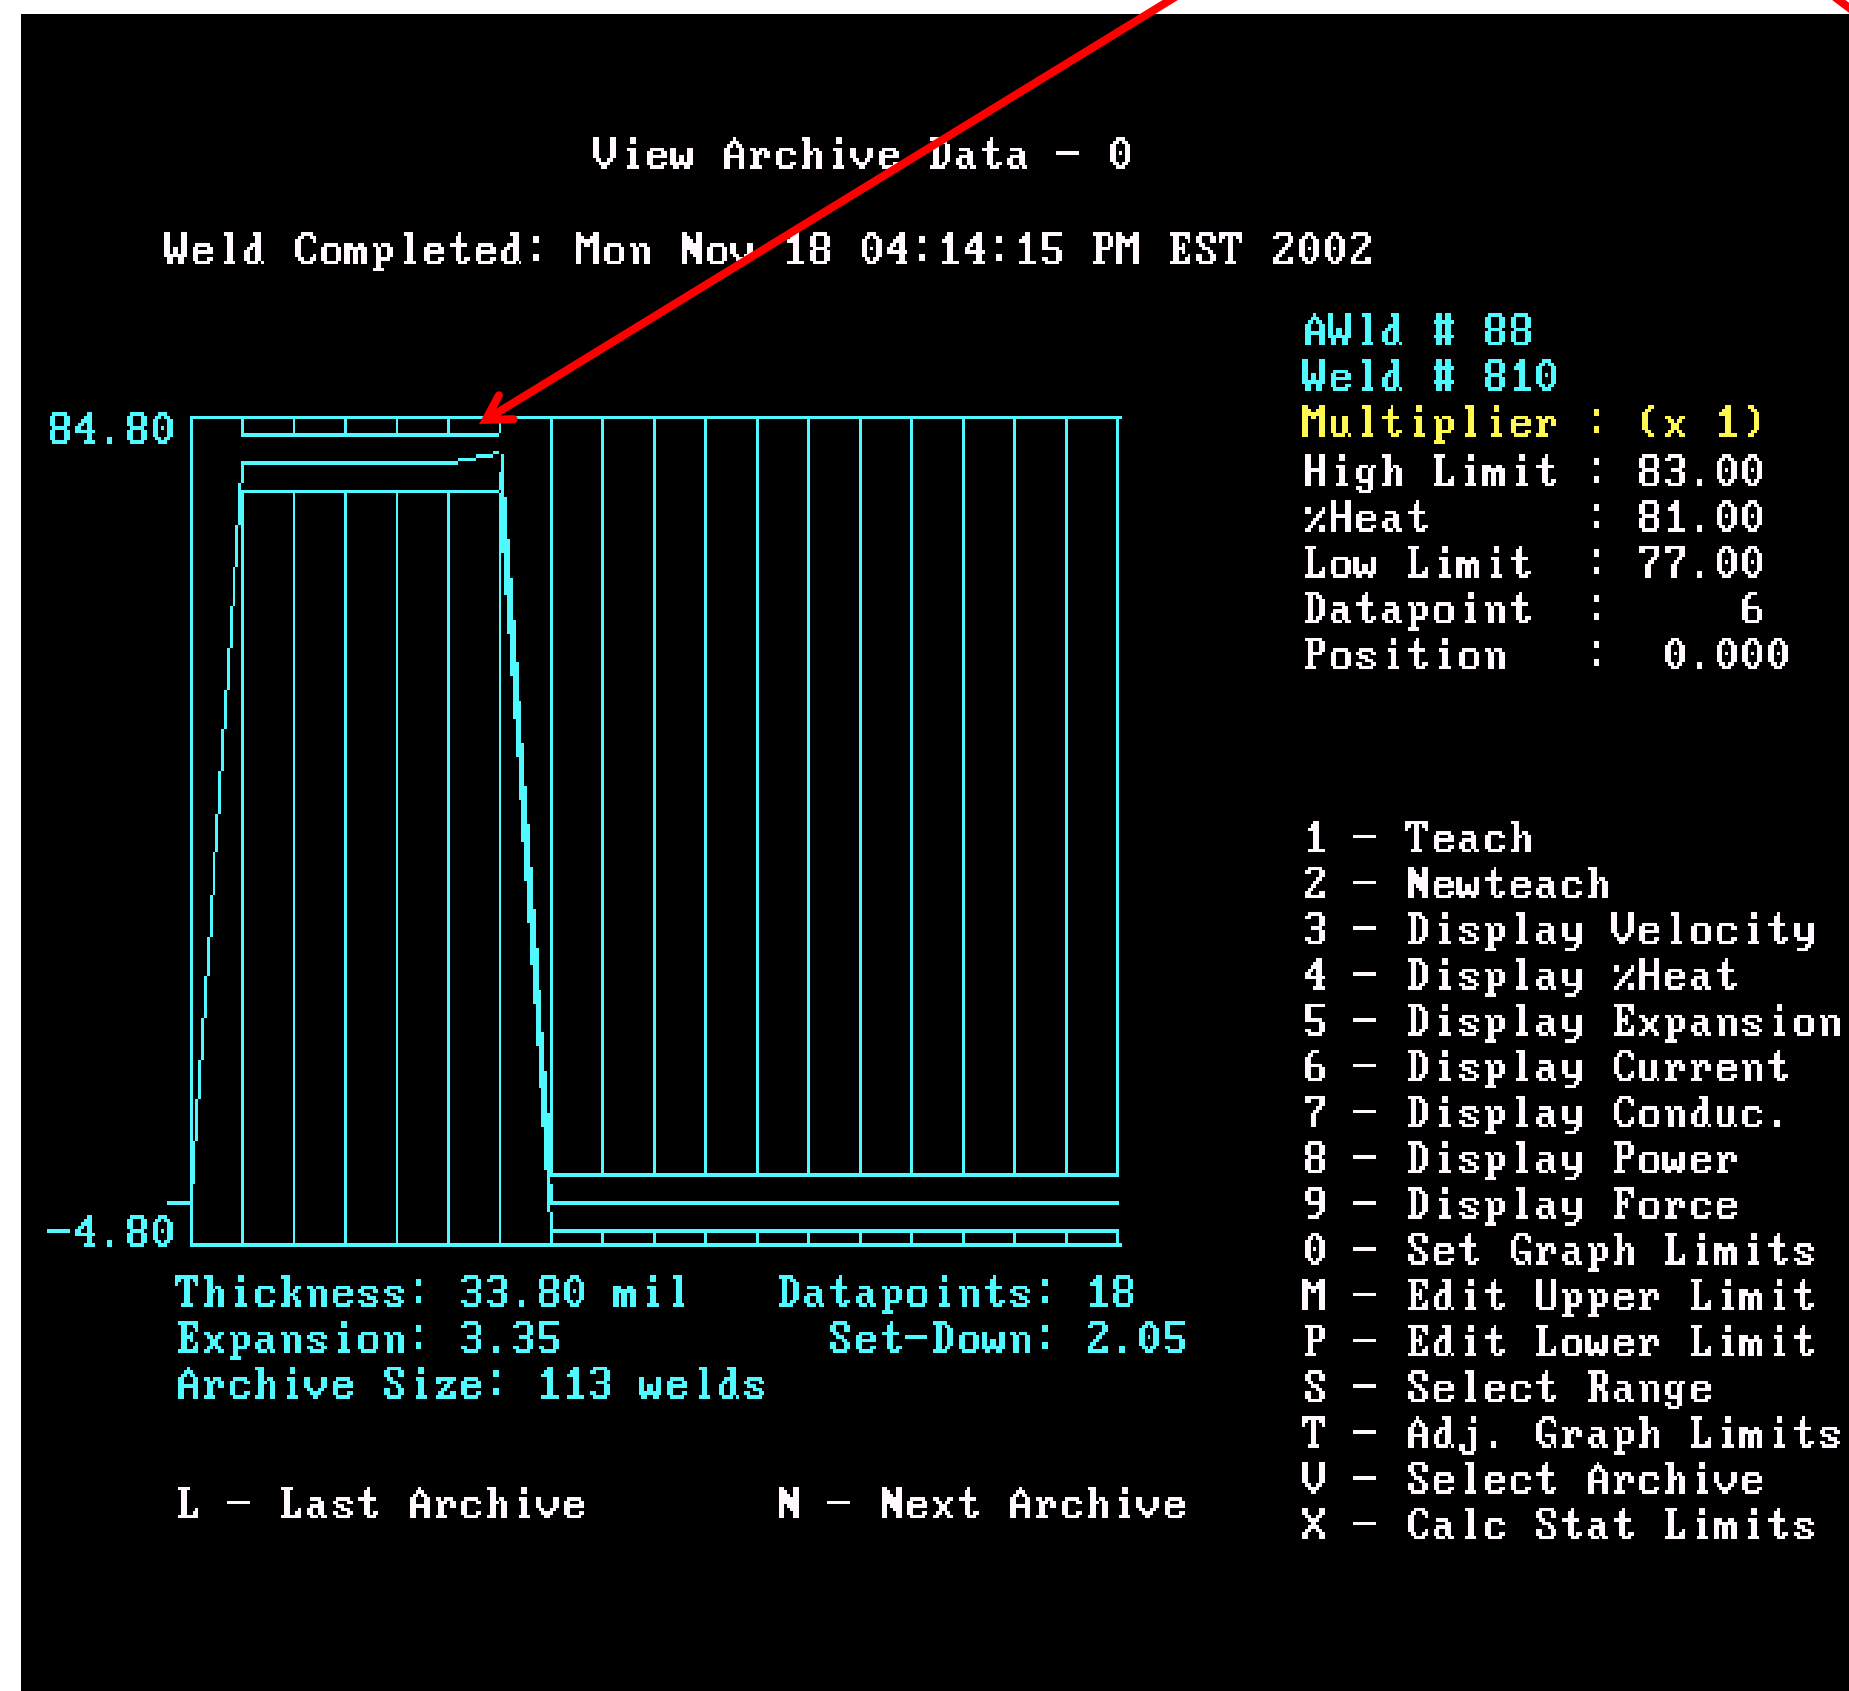 View Archive Data - 0
Weld Completed: Mon Nov 18 04:14:15 PM EST 2002
84.80
-4.80
Thickness: 33.80 mil Datapoints: 18
Expansion: 3.35 Set-Down: 2.05
Archive Size: 113 welds
L - Last Archive N - Next Archive
AWld # 88
Weld # 810
Multiplier : (x 1)
High Limit : 83.00
%Heat : 81.00
Low Limit : 77.00
Datapoint : 6
Position : 0.000
1 - Teach
2 - Newteach
3 - Display Velocity
4 - Display %Heat
5 - Display Expansion
6 - Display Current
7 - Display Conduc.
8 - Display Power
9 - Display Force
0 - Set Graph Limits
M - Edit Upper Limit
P - Edit Lower Limit
S - Select Range
T - Adj. Graph Limits
V - Select Archive
X - Calc Stat Limits